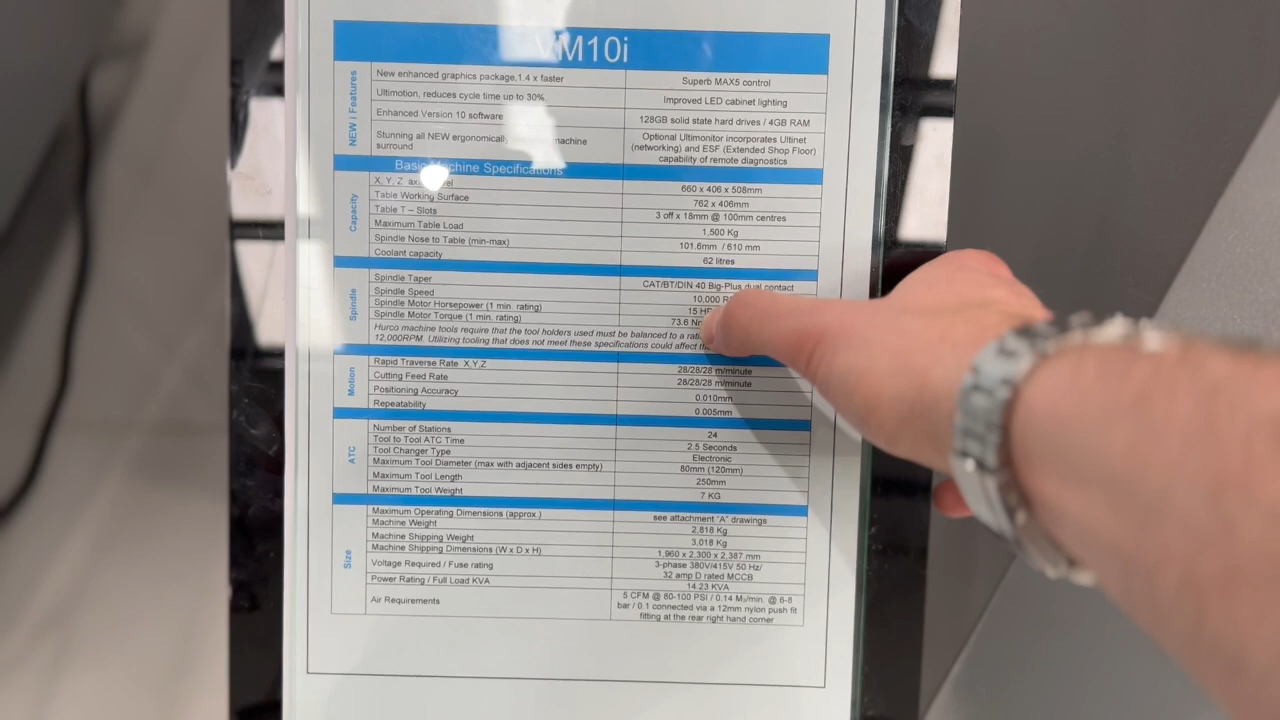 VM10i
NEW i Features
New enhanced graphics package,1.4 x faster
Superb MAX5 control
Ultimotion, reduces cycle time up to 30%.
Improved LED cabinet lighting
Enhanced Version 10 software
128GB solid state hard drives / 4GB RAM
Stunning all NEW ergonomically machine
surround
Optional Ultimonitor incorporates Ultinet
(networking) and ESF (Extended Shop Floor)
capability of remote diagnostics
Basic Machine Specifications
Capacity
X, Y, Z
660 x 406 x 508mm
Table Working Surface
762 x 406mm
Table T – Slots
3 off x 18mm @ 100mm centres
Maximum Table Load
1,500 Kg
Spindle Nose to Table (min-max)
101.6mm / 610 mm
Coolant capacity
62 litres
Spindle
Spindle Taper
CAT/BT/DIN 40 Big-Plus dual contact
Spindle Speed
10,000
Spindle Motor Horsepower (1 min. rating)
15
Spindle Motor Torque (1 min. rating)
73.6
Hurco machine tools require that the tool holders used must be balanced to a
12,000RPM. Utilizing tooling that does not meet these specifications could affect
Motion
Rapid Traverse Rate X,Y,Z
28/28/28 m/minute
Cutting Feed Rate
28/28/28 m/minute
Positioning Accuracy
0.010mm
Repeatability
0.005mm
ATC
Number of Stations
24
Tool to Tool ATC Time
2.5 Seconds
Tool Changer Type
Electronic
Maximum Tool Diameter (max with adjacent sides empty)
80mm (120mm)
Maximum Tool Length
250mm
Maximum Tool Weight
7 KG
Size
Maximum Operating Dimensions (approx.)
see attachment "A" drawings
Machine Weight
2,818 Kg
Machine Shipping Weight
3,018 Kg
Machine Shipping Dimensions (W x D x H)
1,960 x 2,300 x 2,387 mm
Voltage Required / Fuse rating
3-phase 380V/415V 50 Hz/
32 amp D rated MCCB
Power Rating / Full Load KVA
14.23 KVA
Air Requirements
5 CFM @ 80-100 PSI / 0.14 M₃/min. @ 6-8
bar / 0.1 connected via a 12mm nylon push fit
fitting at the rear right hand corner